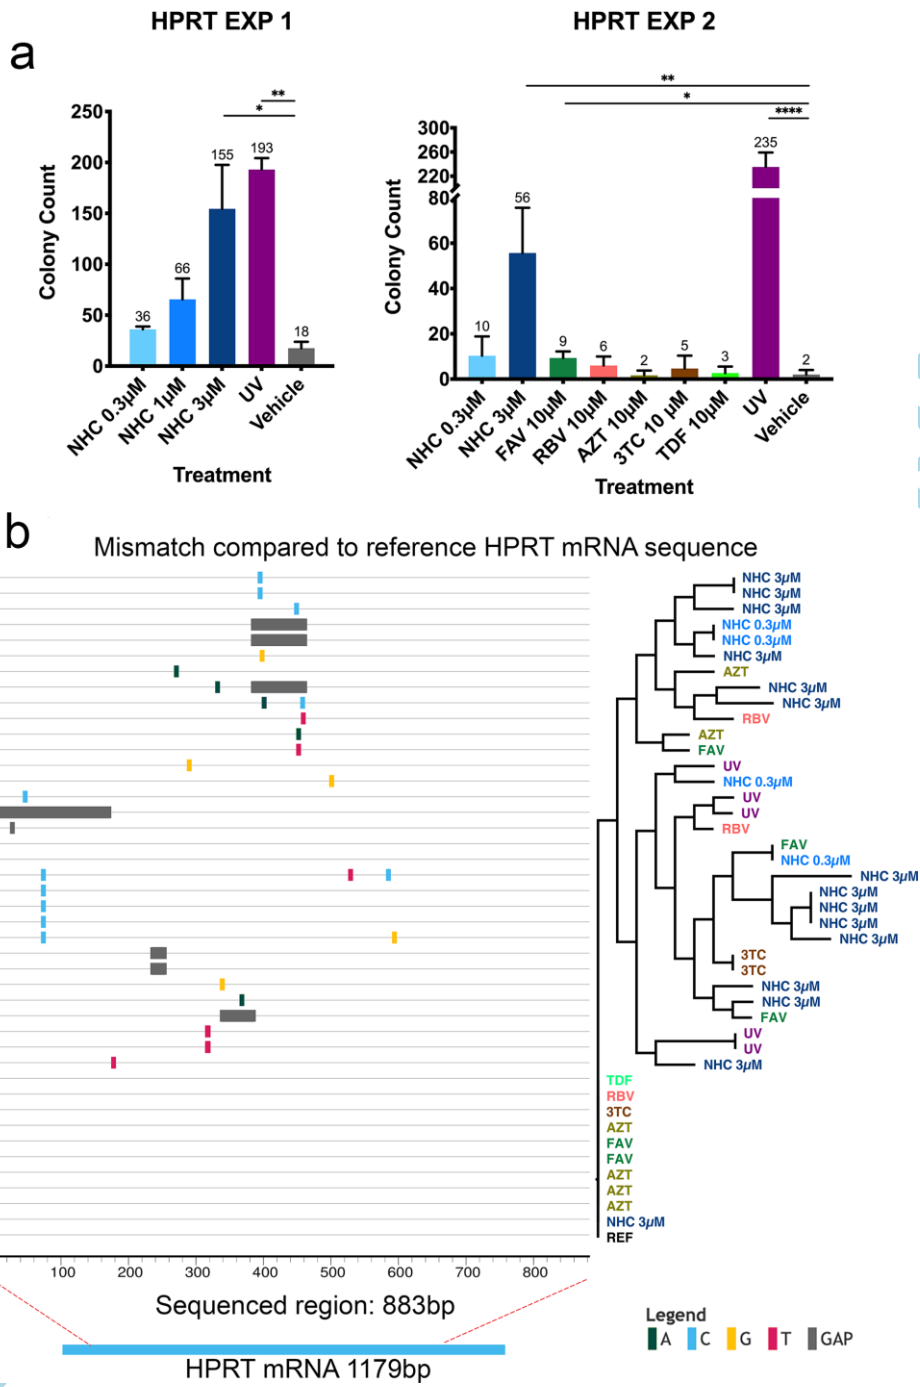 HPRT EXP 1
HPRT EXP 2
a
**
*
250
200
150
100
50
0
Colony Count
36
66
155
193
18
NHC 0.3µM
NHC 1µM
NHC 3µM
UV
Vehicle
Treatment
**
*
****
300
260
220
80
60
40
20
0
Colony Count
10
56
9
6
2
5
3
235
2
NHC 0.3µM
NHC 3µM
FAV 10µM
RBV 10µM
AZT 10µM
3TC 10 µM
TDF 10µM
UV
Vehicle
Treatment
b
Mismatch compared to reference HPRT mRNA sequence
NHC 3µM
NHC 3µM
NHC 3µM
NHC 0.3µM
NHC 0.3µM
NHC 3µM
AZT
NHC 3µM
NHC 3µM
RBV
AZT
FAV
UV
NHC 0.3µM
UV
UV
RBV
FAV
NHC 0.3µM
NHC 3µM
NHC 3µM
NHC 3µM
NHC 3µM
NHC 3µM
3TC
3TC
NHC 3µM
NHC 3µM
FAV
UV
UV
NHC 3µM
TDF
RBV
3TC
AZT
FAV
FAV
AZT
AZT
AZT
NHC 3µM
REF
100 200 300 400 500 600 700 800
Sequenced region: 883bp
HPRT mRNA 1179bp
Legend
A C G T GAP